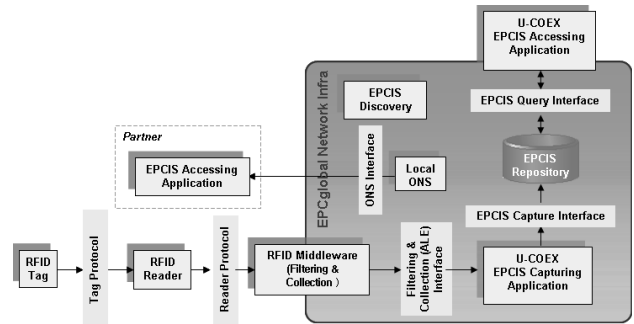 U-COEX
EPCIS Accessing
Application
EPCglobal Network Infra
EPCIS
Discovery
EPCIS Query Interface
Partner
EPCIS Accessing
Application
ONS Interface
Local
ONS
EPCIS
Repository
EPCIS Capture Interface
RFID
Tag
Tag Protocol
RFID
Reader
Reader Protocol
RFID Middleware
(Filtering &
Collection )
Filtering &
Collection (ALE)
Interface
U-COEX
EPCIS Capturing
Application